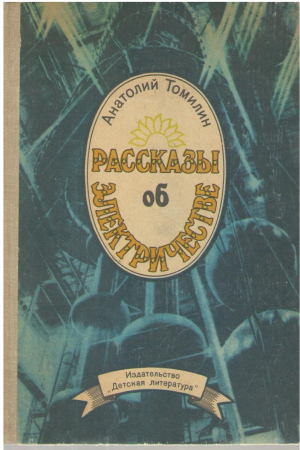 Анатолий Томилин
РАССКАЗЫ
об
ЭЛЕКТРИЧЕСТВЕ
Издательство
„Детская литература"